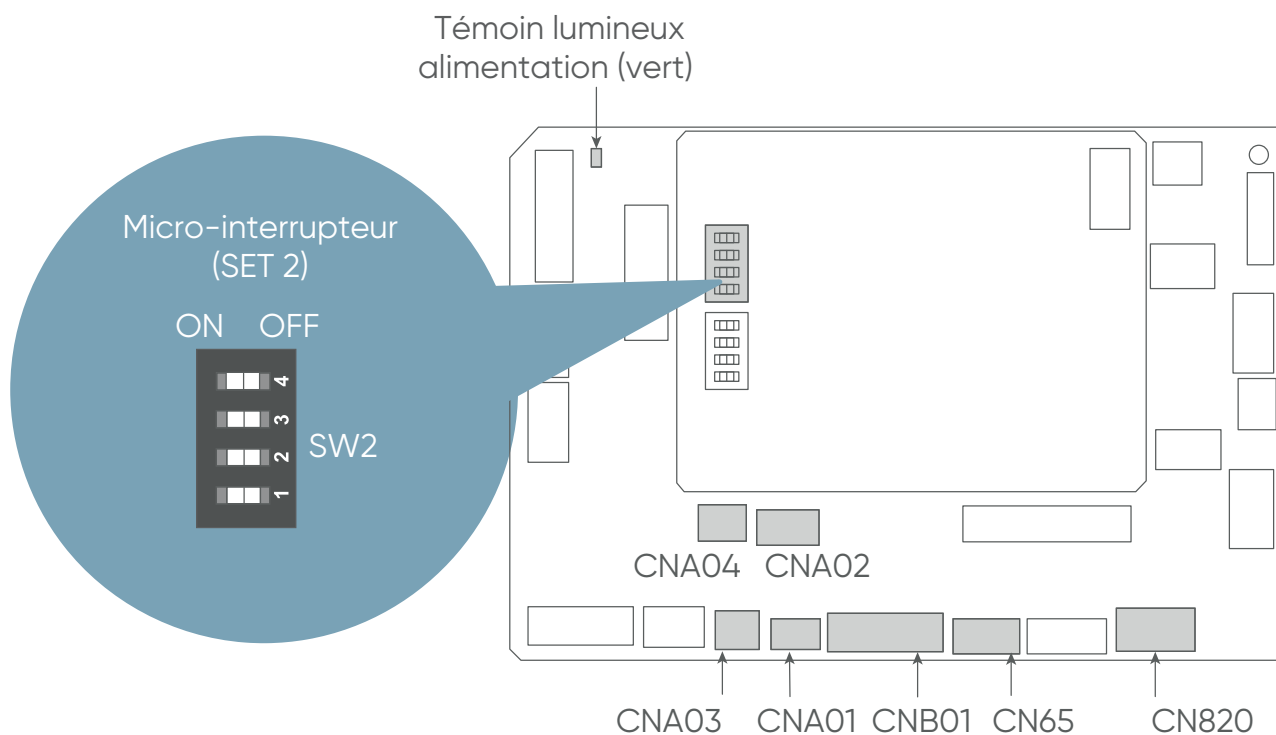 Témoin lumineux
alimentation (vert)
Micro-interrupteur
(SET 2)
ON OFF
4
3
SW2
2
1
CNA04 CNA02
CNA03 CNA01 CNB01 CN65 CN820